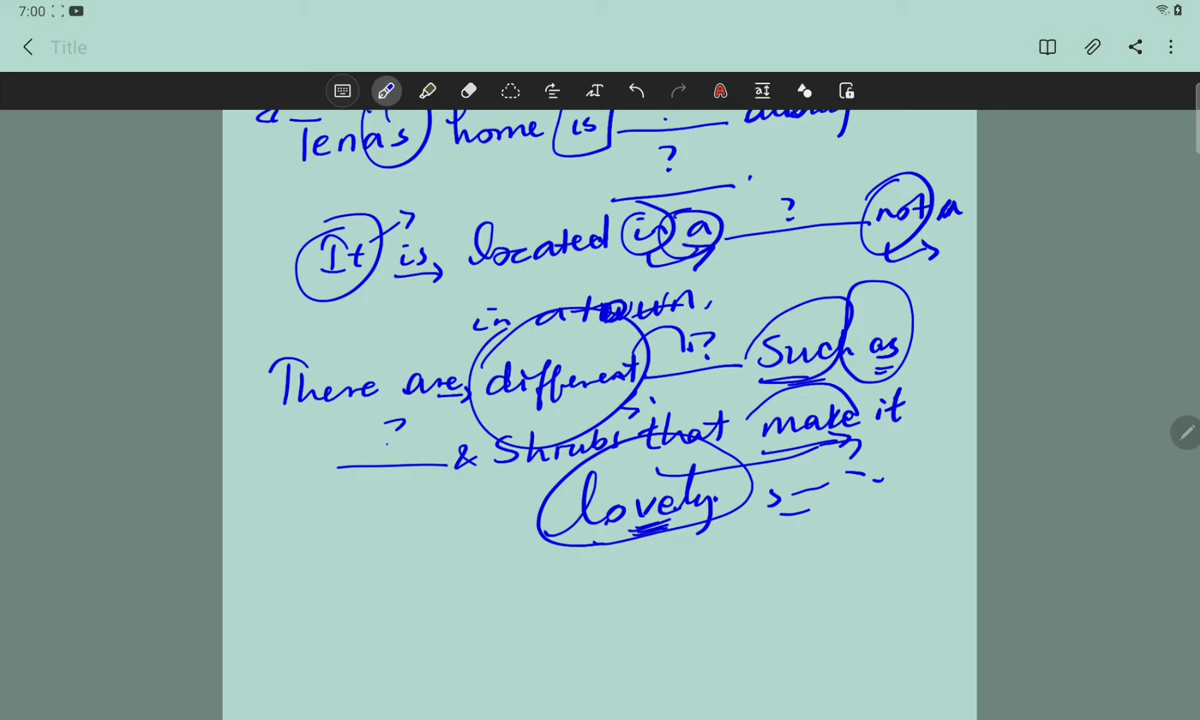 7:00
Title
Tena's home is ?
?
It is located in a ? not a
in a town,
There are different ? such as
? & Shrubs that make it
lovely.